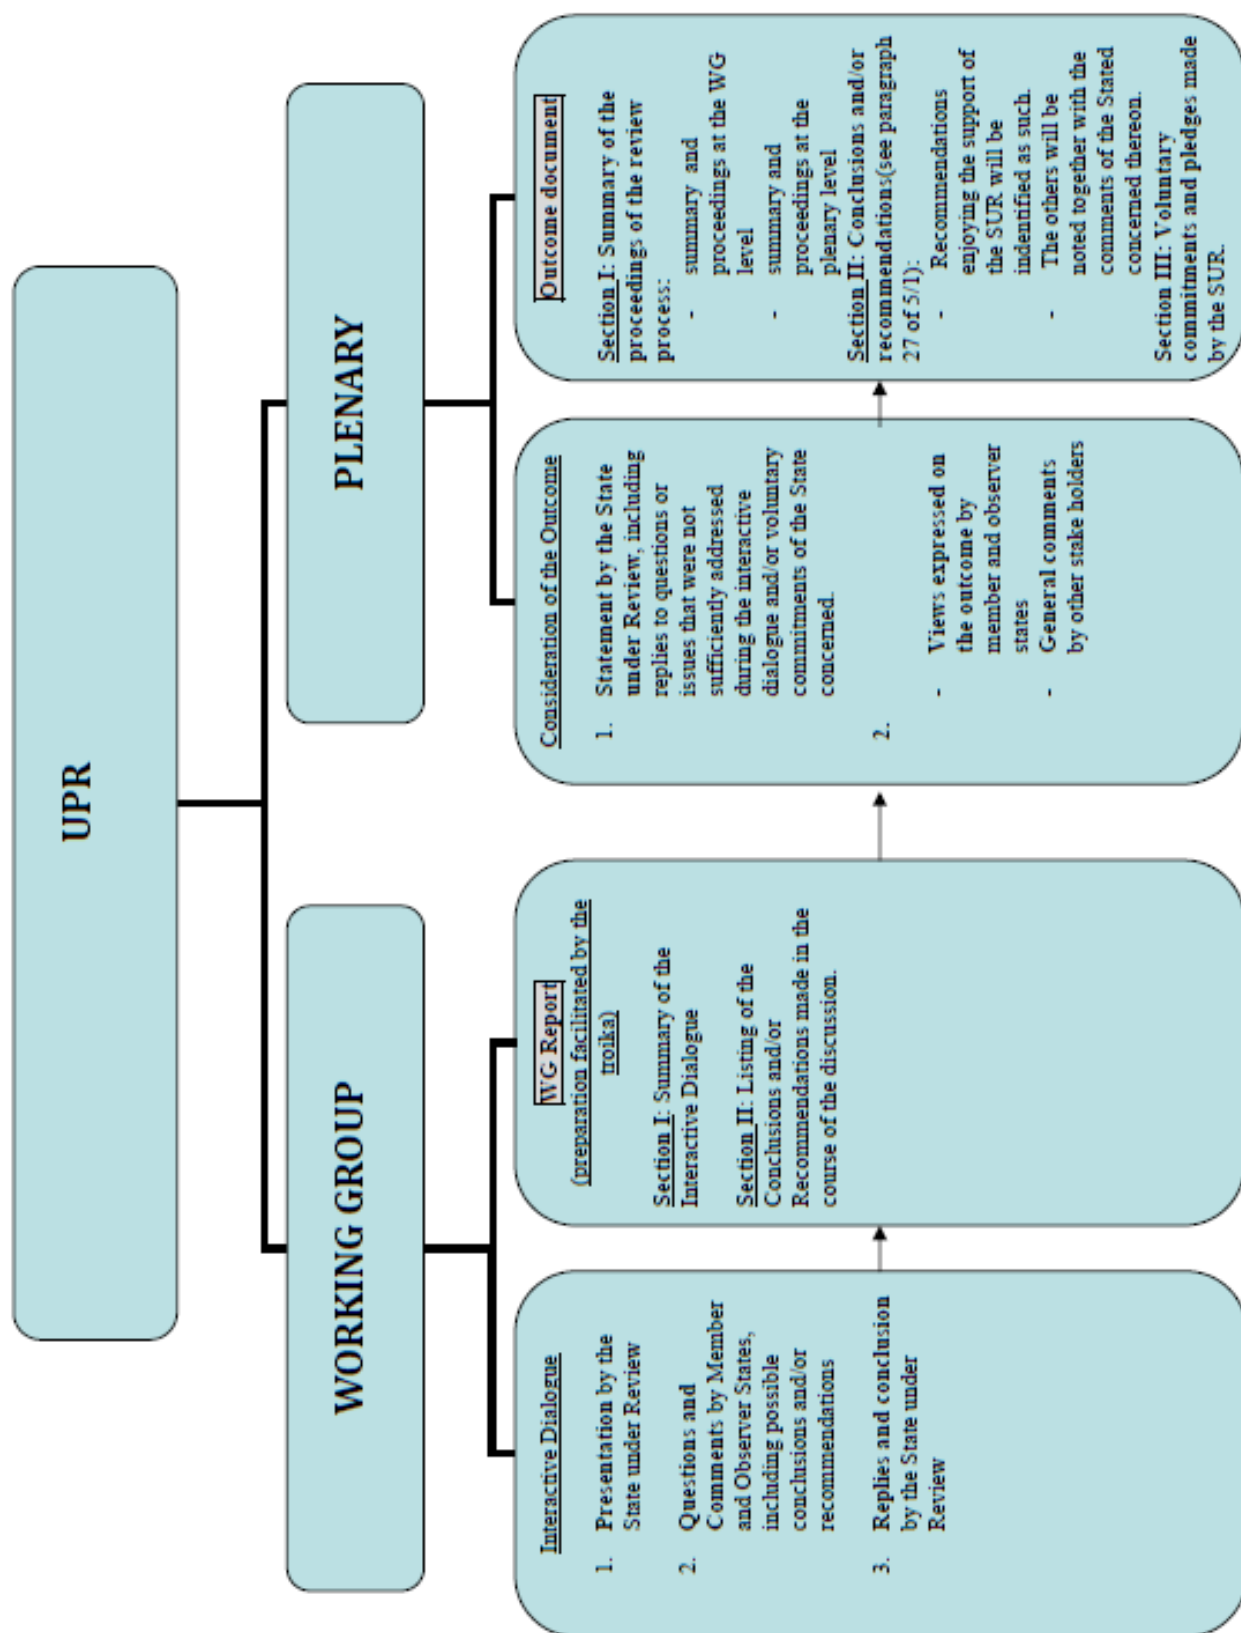 UPR
WORKING GROUP
PLENARY
Interactive Dialogue
1. Presentation by the
State under Review
2. Questions and
Comments by Member
and Observer States,
including possible
conclusions and/or
recommendations
3. Replies and conclusion
by the State under
Review
WG Report
(preparation facilitated by the
troika)
Section I: Summary of the
Interactive Dialogue
Section II: Listing of the
Conclusions and/or
Recommendations made in the
course of the discussion.
Consideration of the Outcome
1. Statement by the State
under Review, including
replies to questions or
issues that were not
sufficiently addressed
during the interactive
dialogue and/or voluntary
commitments of the State
concerned.
2.
- Views expressed on
the outcome by
member and observer
states
- General comments
by other stake holders
Outcome document
Section I: Summary of the
proceedings of the review
process:
- summary and
proceedings at the WG
level
- summary and
proceedings at the
plenary level
Section II: Conclusions and/or
recommendations(see paragraph
27 of 5/1):
- Recommendations
enjoying the support of
the SUR will be
indentified as such.
- The others will be
noted together with the
comments of the Stated
concerned thereon.
Section III: Voluntary
commitments and pledges made
by the SUR.